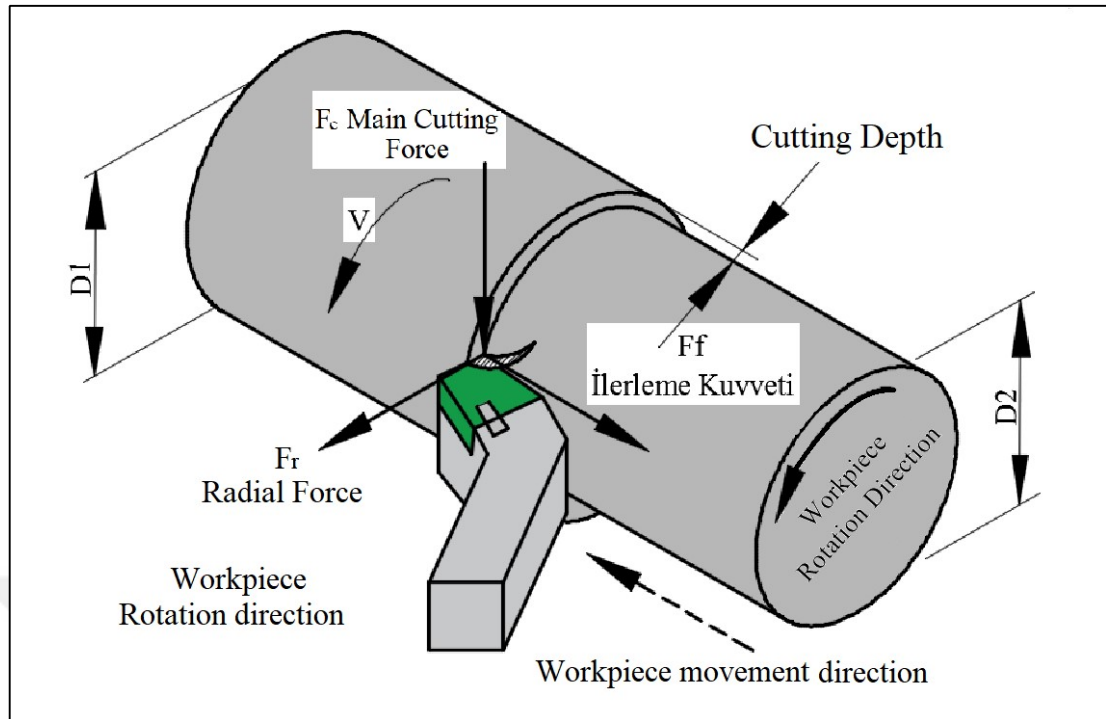 Fc Main Cutting
Force
Cutting Depth
V
D1
Ff
İlerleme Kuvveti
D2
Fr
Radial Force
Workpiece
Rotation Direction
Workpiece
Rotation direction
Workpiece movement direction